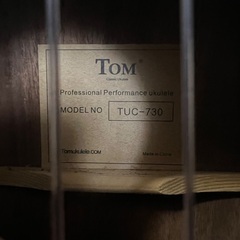 TOM
Professional Performance ukulele
MODEL NO TUC-730
Made in China